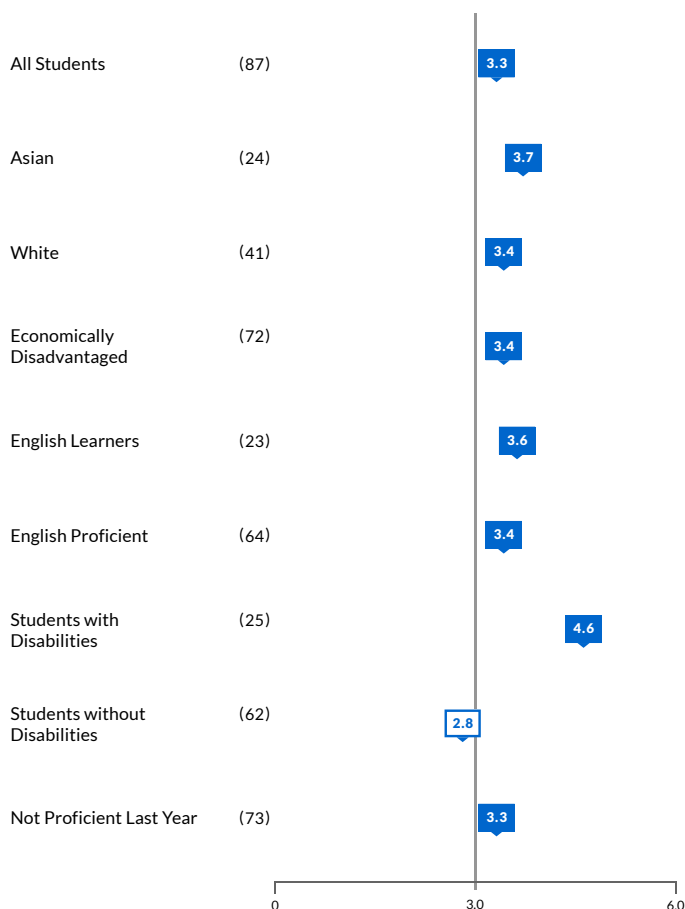 All Students (87) 3.3
Asian (24) 3.7
White (41) 3.4
Economically (72)
Disadvantaged 3.4
English Learners (23) 3.6
English Proficient (64) 3.4
Students with (25)
Disabilities 4.6
Students without (62)
Disabilities 2.8
Not Proficient Last Year (73) 3.3
0 3.0 6.0